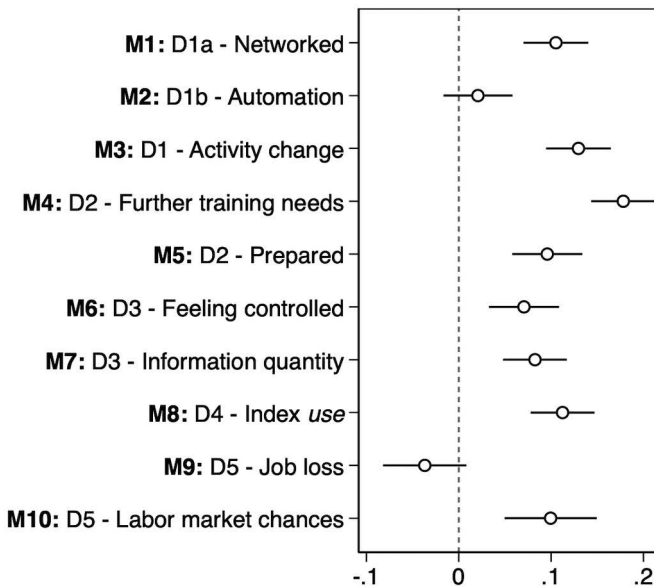 M1: D1a - Networked
M2: D1b - Automation
M3: D1 - Activity change
M4: D2 - Further training needs
M5: D2 - Prepared
M6: D3 - Feeling controlled
M7: D3 - Information quantity
M8: D4 - Index use
M9: D5 - Job loss
M10: D5 - Labor market chances
-.1 0 .1 .2